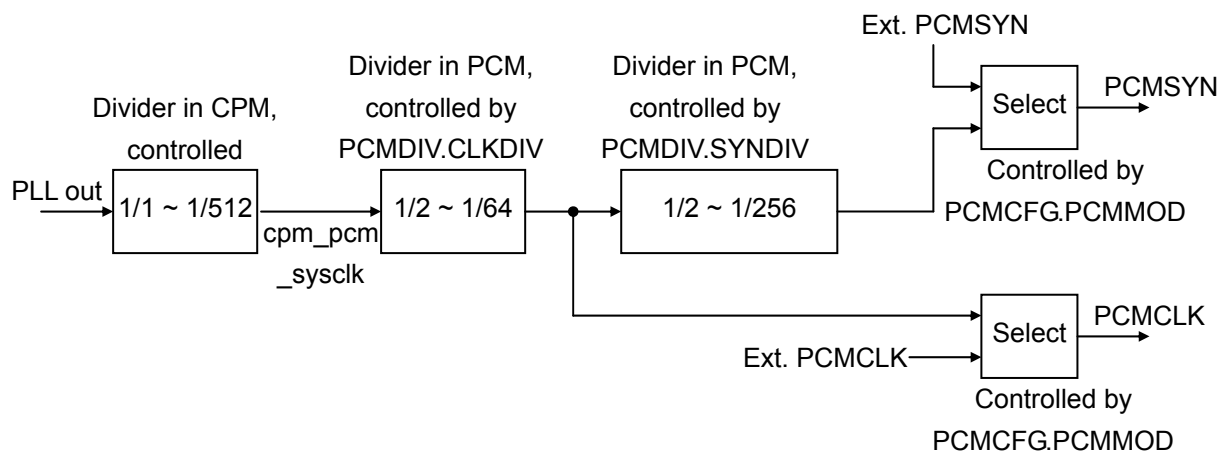 Ext. PCMSYN
Divider in PCM,
controlled by
PCMDIV.CLKDIV
Divider in PCM,
controlled by
PCMDIV.SYNDIV
Divider in CPM,
controlled
PLL out
1/1 ~ 1/512
cpm_pcm
_sysclk
1/2 ~ 1/64
1/2 ~ 1/256
Select
PCMSYN
Controlled by
PCMCFG.PCMMOD
Ext. PCMCLK
Select
PCMCLK
Controlled by
PCMCFG.PCMMOD